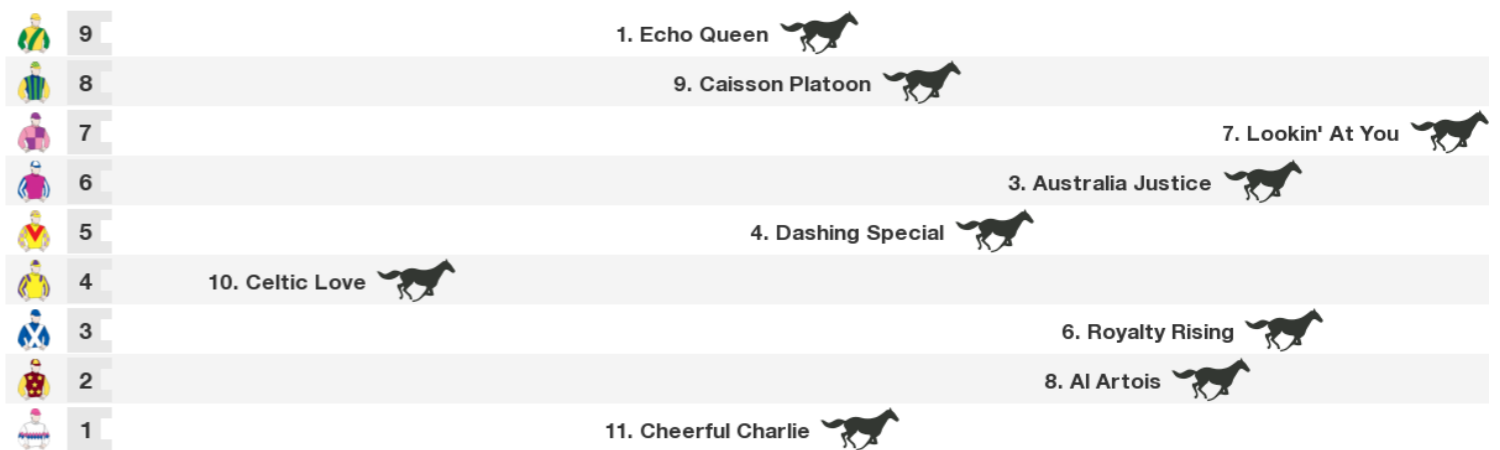 9 1. Echo Queen
8 9. Caisson Platoon
7 7. Lookin' At You
6 3. Australia Justice
5 4. Dashing Special
4 10. Celtic Love
3 6. Royalty Rising
2 8. Al Artois
1 11. Cheerful Charlie